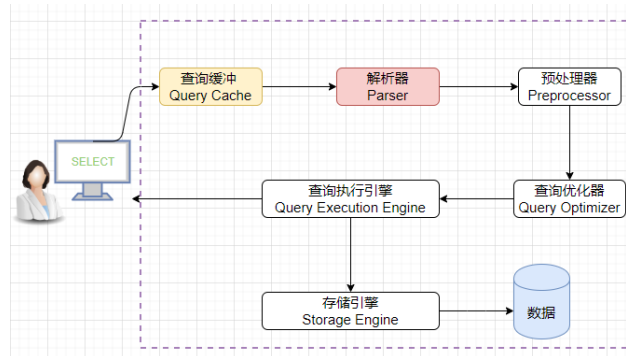 查询缓冲
Query Cache
解析器
Parser
预处理器
Preprocessor
SELECT
查询执行引擎
Query Execution Engine
查询优化器
Query Optimizer
存储引擎
Storage Engine
数据